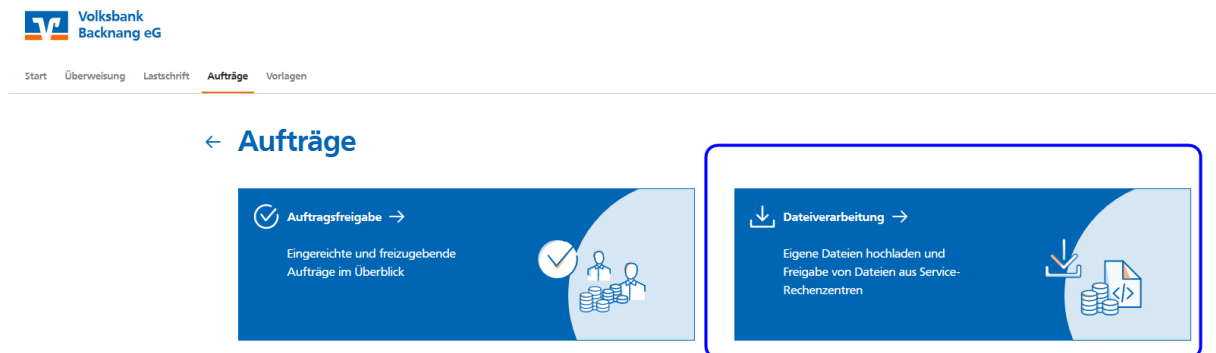 Volksbank
Backnang eG
Start Überweisung Lastschrift Aufträge Vorlagen
← Aufträge
Auftragsfreigabe →
Eingereichte und freizugebende
Aufträge im Überblick
Dateiverarbeitung →
Eigene Dateien hochladen und
Freigabe von Dateien aus Service-
Rechenzentren